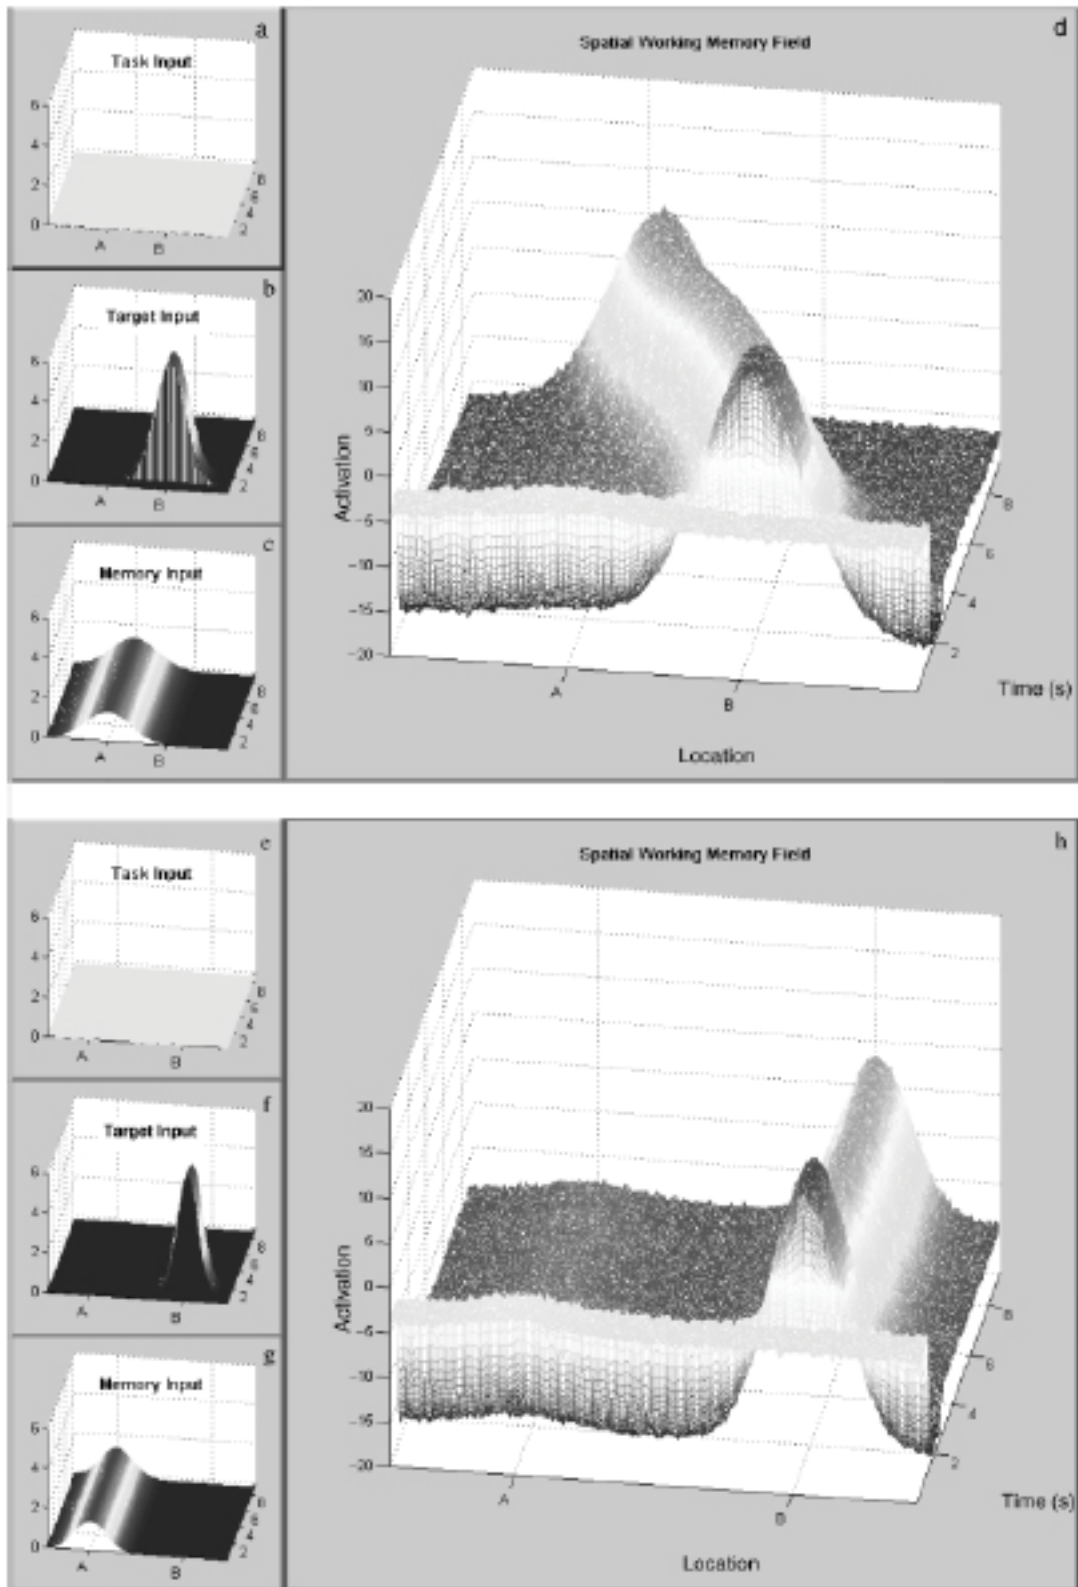 a
Task Input
6
4
2
0
A
B
2
4
6
8
b
Target Input
6
4
2
0
A
B
2
4
6
8
c
Memory Input
6
4
2
0
A
B
2
4
6
8
d
Spatial Working Memory Field
20
15
10
5
0
-5
-10
-15
-20
Activation
A
B
Location
2
4
6
8
Time (s)
e
Task Input
6
4
2
0
A
B
2
4
6
8
f
Target Input
6
4
2
0
A
B
2
4
6
8
g
Memory Input
6
4
2
0
A
B
2
4
6
8
h
Spatial Working Memory Field
20
15
10
5
0
-5
-10
-15
-20
Activation
A
B
Location
2
4
6
8
Time (s)